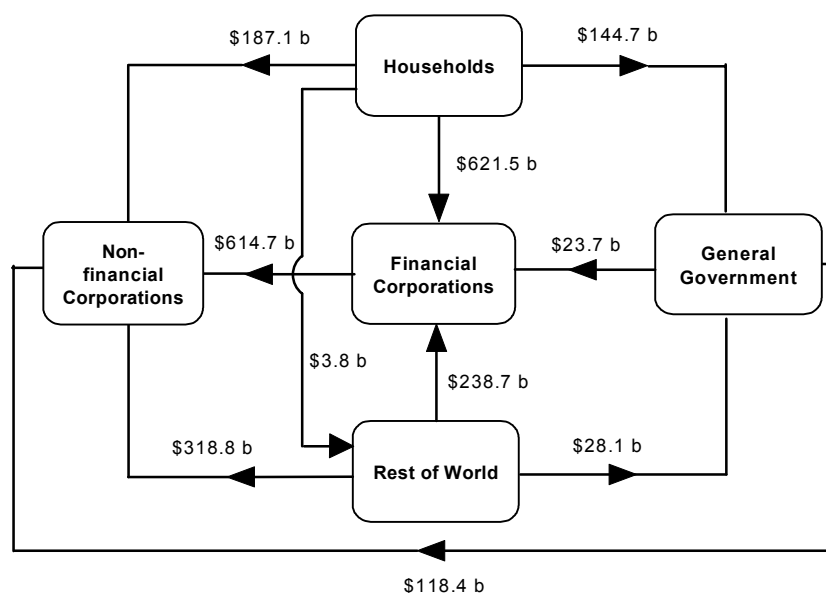 $187.1 b
Households
$144.7 b
$621.5 b
Non-
financial
Corporations
$614.7 b
Financial
Corporations
$23.7 b
General
Government
$3.8 b
$238.7 b
$318.8 b
Rest of World
$28.1 b
$118.4 b